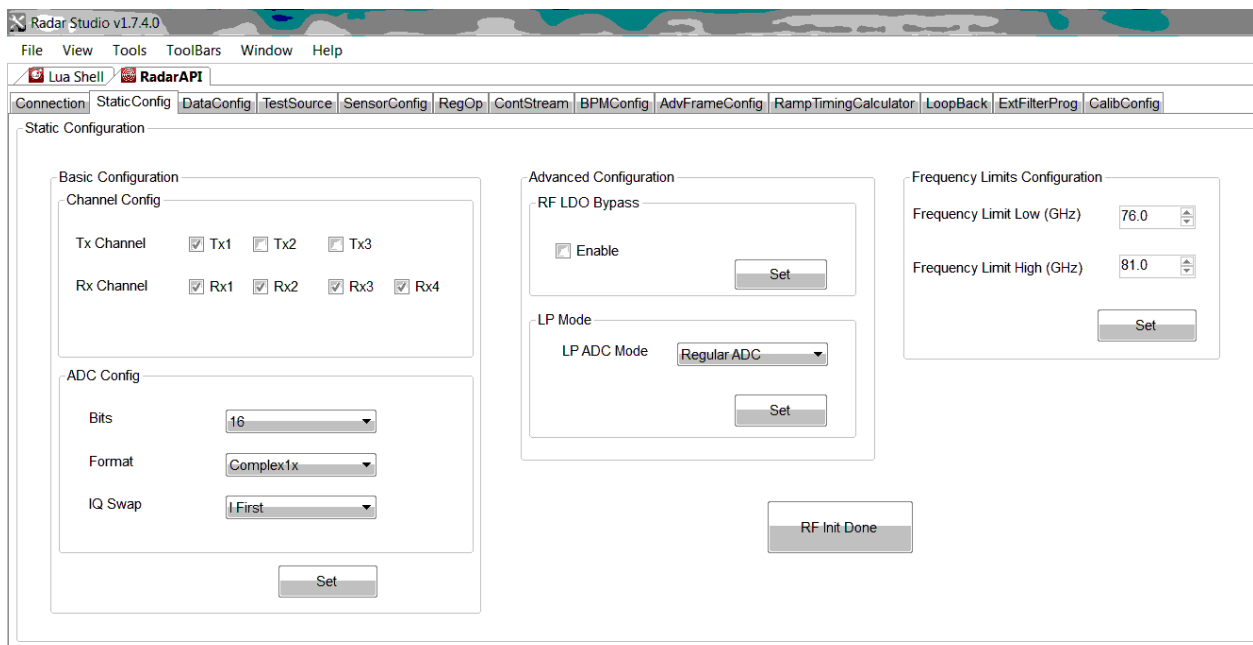 Radar Studio v1.7.4.0
File View Tools ToolBars Window Help
Lua Shell RadarAPI
Connection StaticConfig DataConfig TestSource SensorConfig RegOp ContStream BPMConfig AdvFrameConfig RampTimingCalculator LoopBack ExtFilterProg CalibConfig
Static Configuration
Basic Configuration
Channel Config
Tx Channel Tx1 Tx2 Tx3
Rx Channel Rx1 Rx2 Rx3 Rx4
ADC Config
Bits 16
Format Complex1x
IQ Swap I First
Set
Advanced Configuration
RF LDO Bypass
Enable
Set
LP Mode
LP ADC Mode Regular ADC
Set
RF Init Done
Frequency Limits Configuration
Frequency Limit Low (GHz) 76.0
Frequency Limit High (GHz) 81.0
Set